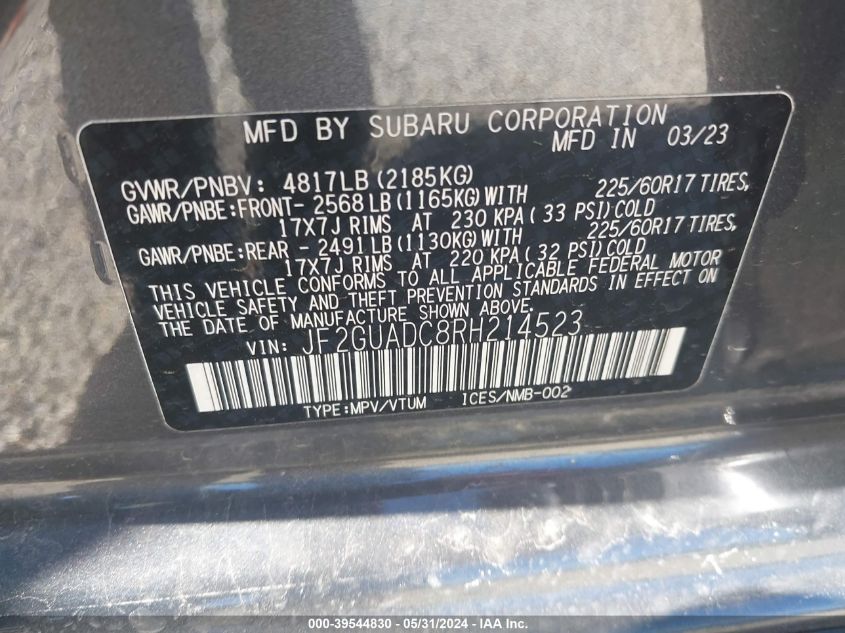 MFD BY SUBARU CORPORATION
MFD IN 03/23
GVWR/PNBV: 4817LB (2185KG)
GAWR/PNBE: FRONT- 2568 LB (1165KG) WITH 225/60R17 TIRES,
17X7J RIMS AT 230 KPA ( 33 PSI) COLD
GAWR/PNBE: REAR - 2491 LB (1130KG) WITH 225/60R17 TIRES,
17X7J RIMS AT 220 KPA ( 32 PSI) COLD
THIS VEHICLE CONFORMS TO ALL APPLICABLE FEDERAL MOTOR
VEHICLE SAFETY AND THEFT PREVENTION STANDARDS IN EFFECT ON
THE DATE OF MANUFACTURE SHOWN ABOVE.
VIN: JF2GUADC8RH214523
TYPE:MPV/VTUM ICES/NMB-002
000-39544830 - 05/31/2024 - IAA Inc.